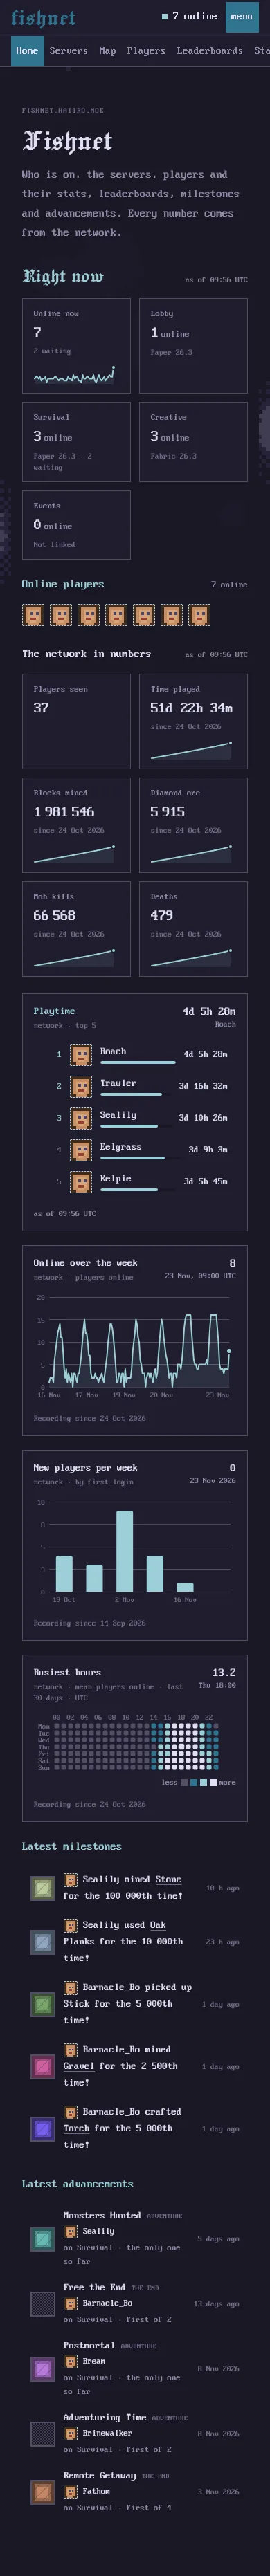 fishnet
7 online
menu
Home Servers Map Players Leaderboards Sta
FISHNET.HAIIBO.MOE
Fishnet
Who is on, the servers, players and
their stats, leaderboards, milestones
and advancements. Every number comes
from the network.
Right now
as of 09:56 UTC
Online now
7
2 waiting
Lobby
1 online
Paper 26.3
Survival
3 online
Paper 26.3 · 2
waiting
Creative
3 online
Fabric 26.3
Events
0 online
Not linked
Online players
7 online
The network in numbers
as of 09:56 UTC
Players seen
37
Time played
51d 22h 34m
since 24 Oct 2026
Blocks mined
1 981 546
since 24 Oct 2026
Diamond ore
5 915
since 24 Oct 2026
Mob kills
66 568
since 24 Oct 2026
Deaths
479
since 24 Oct 2026
Playtime
4d 5h 28m
network · top 5
Roach
1 Roach 4d 5h 28m
2 Trawler 3d 16h 32m
3 Sealily 3d 10h 26m
4 Eelgrass 3d 9h 3m
5 Kelpie 3d 5h 45m
as of 09:56 UTC
Online over the week
8
network · players online
23 Nov, 09:00 UTC
20
15
10
5
0
16 Nov 17 Nov 19 Nov 20 Nov 23 Nov
Recording since 24 Oct 2026
New players per week
0
network · by first login
23 Nov 2026
10
8
5
3
0
19 Oct 2 Nov 16 Nov
Recording since 14 Sep 2026
Busiest hours
13.2
network · mean players online · last
30 days · UTC
Thu 18:00
00 02 04 06 08 10 12 14 16 18 20 22
Mon
Tue
Wed
Thu
Fri
Sat
Sun
less more
Recording since 24 Oct 2026
Latest milestones
Sealily mined Stone
for the 100 000th time!
10 h ago
Sealily used Oak
Planks for the 10 000th
time!
23 h ago
Barnacle_Bo picked up
Stick for the 5 000th
time!
1 day ago
Barnacle_Bo mined
Gravel for the 2 500th
time!
1 day ago
Barnacle_Bo crafted
Torch for the 5 000th
time!
1 day ago
Latest advancements
Monsters Hunted ADVENTURE
Sealily
on Survival · the only one
so far
5 days ago
Free the End THE END
Barnacle_Bo
on Survival · first of 2
13 days ago
Postmortal ADVENTURE
Bream
on Survival · the only one
so far
8 Nov 2026
Adventuring Time ADVENTURE
Brinewalker
on Survival · first of 2
8 Nov 2026
Remote Getaway THE END
Fathom
on Survival · first of 4
3 Nov 2026